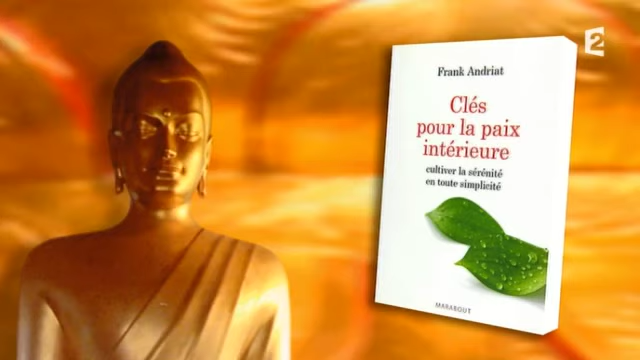 2
Frank Andriat
Clés
pour la paix
intérieure
cultiver la sérénité
en toute simplicité
MARABOUT